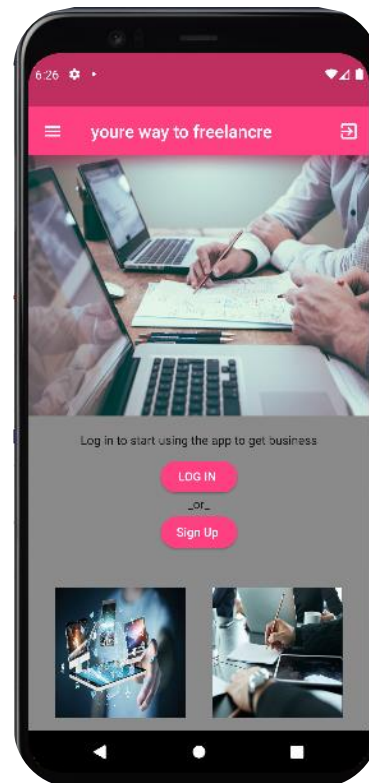 6:26
youre way to freelancre
Log in to start using the app to get business
LOG IN
_or_
Sign Up